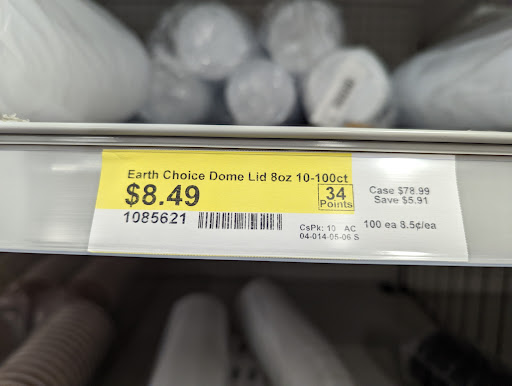 Earth Choice Dome Lid 8oz 10-100ct
$8.49
34
Points
Case $78.99
Save $5.91
1085621
CsPk: 10 AC
04-014-05-06 S
100 ea 8.5¢/ea